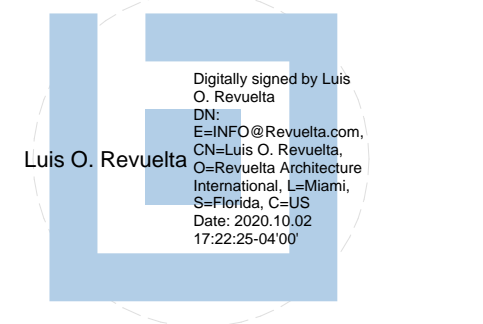 Luis O. Revuelta
Digitally signed by Luis
O. Revuelta
DN:
E=INFO@Revuelta.com,
CN=Luis O. Revuelta,
O=Revuelta Architecture
International, L=Miami,
S=Florida, C=US
Date: 2020.10.02
17:22:25-04'00'